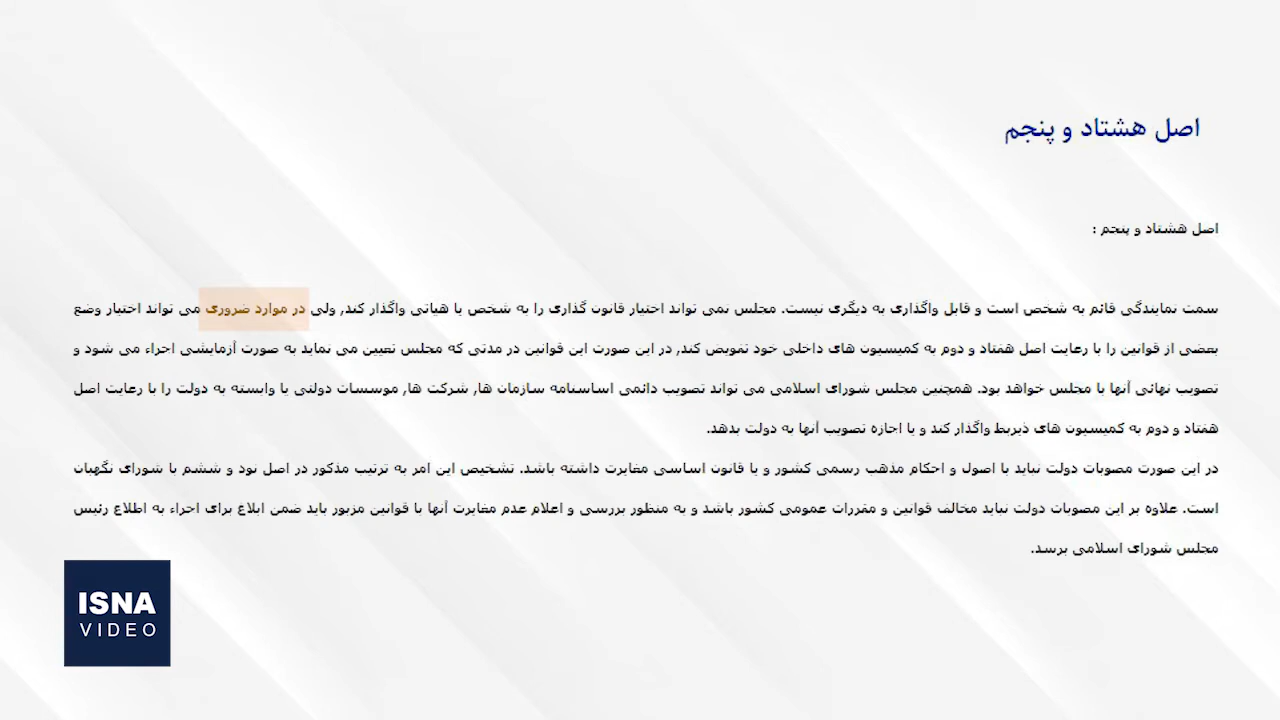 اصل هشتاد و پنجم
اصل هشتاد و پنجم :
سمت نمایندگی قائم به شخص است و قابل واگذاری به دیگری نیست. مجلس نمی تواند اختیار قانون گذاری را به شخص یا هیاتی واگذار کند, ولی در موارد ضروری می تواند اختیار وضع
بعضی از قوانین را با رعایت اصل هفتاد و دوم به کمیسیون های داخلی خود تفویض کند, در این صورت این قوانین در مدتی که مجلس تعیین می نماید به صورت آزمایشی اجراء می شود و
تصویب نهائی آنها با مجلس خواهد بود. همچنین مجلس شورای اسلامی می تواند تصویب دائمی اساسنامه سازمان ها, شرکت ها, موسسات دولتی یا وابسته به دولت را با رعایت اصل
هفتاد و دوم به کمیسیون های ذیربط واگذار کند و یا اجازه تصویب آنها به دولت بدهد.
در این صورت مصوبات دولت نباید با اصول و احکام مذهب رسمی کشور و یا قانون اساسی مغایرت داشته باشد. تشخیص این امر به ترتیب مذکور در اصل نود و ششم با شورای نگهبان
است. علاوه بر این مصوبات دولت نباید مخالف قوانین و مقررات عمومی کشور باشد و به منظور بررسی و اعلام عدم مغایرت آنها با قوانین مزبور باید ضمن ابلاغ برای اجراء به اطلاع رئیس
مجلس شورای اسلامی برسد.
ISNA
VIDEO